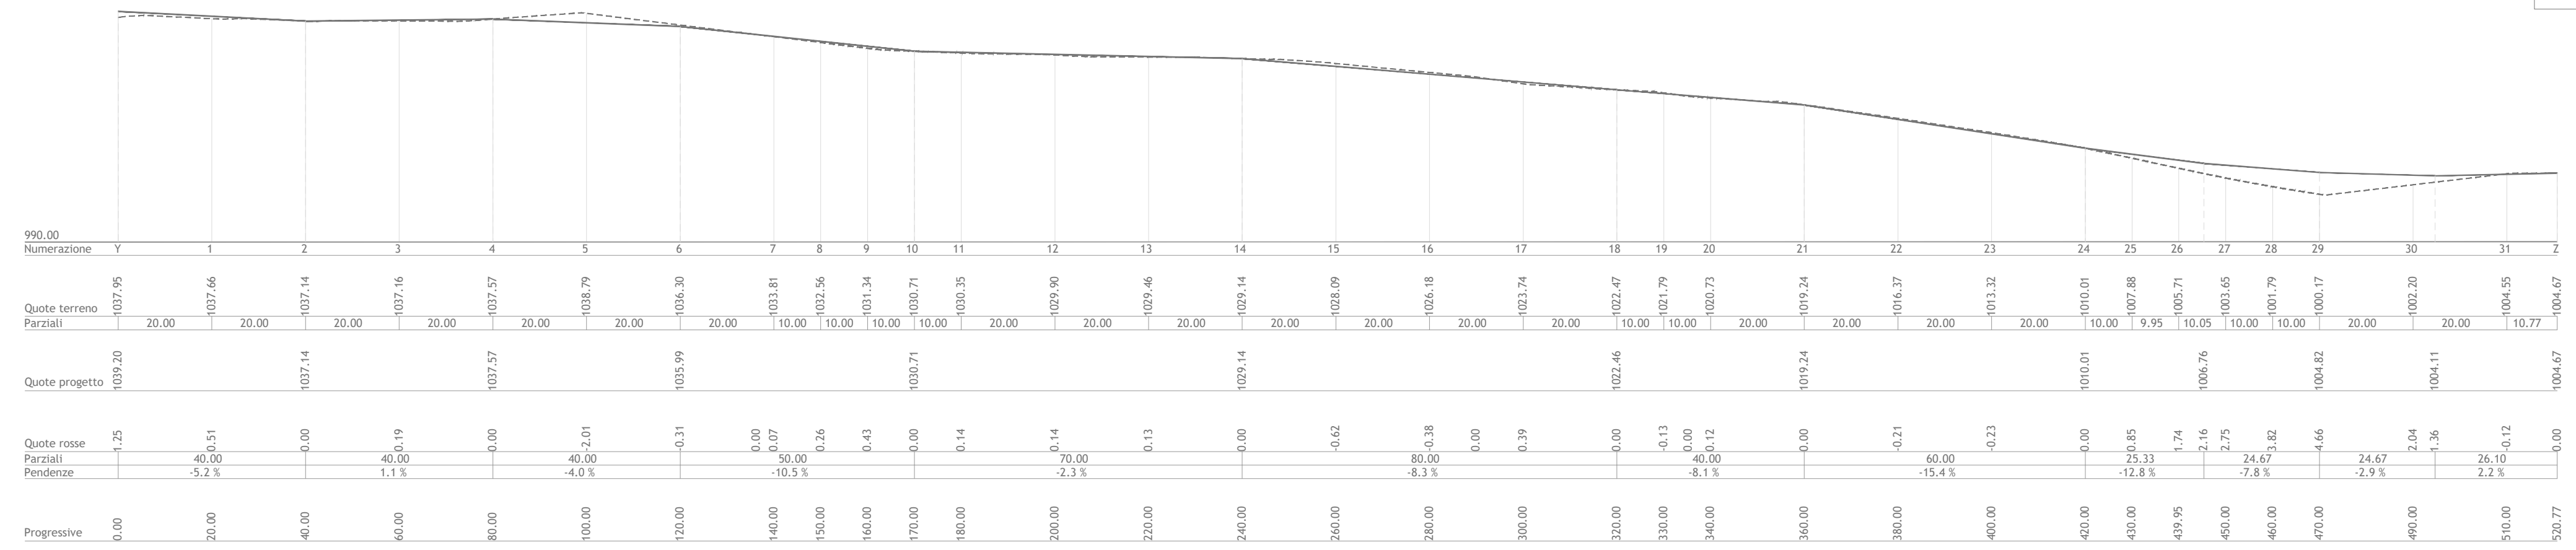 990.00
Numerazione Y 1 2 3 4 5 6 7 8 9 10 11 12 13 14 15 16 17 18 19 20 21 22 23 24 25 26 27 28 29 30 31 Z
Quote terreno 1037.95 1037.66 1037.14 1037.16 1037.57 1038.79 1036.30 1033.81 1032.56 1031.34 1030.71 1030.35 1029.90 1029.46 1029.14 1028.09 1026.18 1023.74 1022.47 1021.79 1020.73 1019.24 1016.37 1013.32 1010.01 1007.88 1005.71 1003.65 1001.79 1000.17 1002.20 1004.55 1004.67
Parziali 20.00 20.00 20.00 20.00 20.00 20.00 20.00 10.00 10.00 10.00 10.00 20.00 20.00 20.00 20.00 20.00 20.00 20.00 10.00 10.00 20.00 20.00 20.00 20.00 10.00 9.95 10.05 10.00 10.00 20.00 20.00 10.77
Quote progetto 1039.20 1037.14 1037.57 1035.99 1030.71 1029.14 1022.46 1019.24 1010.01 1006.76 1004.82 1004.11 1004.67
Quote rosse 1.25 0.51 0.00 0.19 0.00 -2.01 -0.31 0.00 0.07 0.26 0.43 0.00 0.14 0.14 0.13 0.00 -0.62 -0.38 0.00 0.39 0.00 -0.13 0.00 0.12 0.00 -0.21 -0.23 0.00 0.85 1.74 2.16 2.75 3.82 4.66 2.04 1.36 -0.12 0.00
Parziali 40.00 40.00 40.00 50.00 70.00 80.00 40.00 60.00 25.33 24.67 24.67 26.10
Pendenze -5.2 % 1.1 % -4.0 % -10.5 % -2.3 % -8.3 % -8.1 % -15.4 % -12.8 % -7.8 % -2.9 % 2.2 %
Progressive 0.00 20.00 40.00 60.00 80.00 100.00 120.00 140.00 150.00 160.00 170.00 180.00 200.00 220.00 240.00 260.00 280.00 300.00 320.00 330.00 340.00 360.00 380.00 400.00 420.00 430.00 439.95 450.00 460.00 470.00 490.00 510.00 520.77